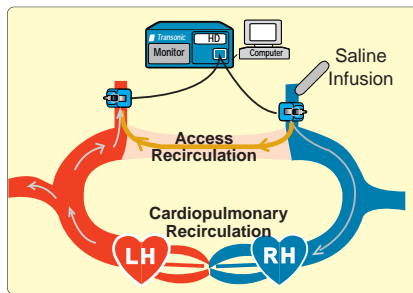 Transonic
HD
Monitor
Computer
Saline
Infusion
Access
Recirculation
Cardiopulmonary
Recirculation
LH
RH